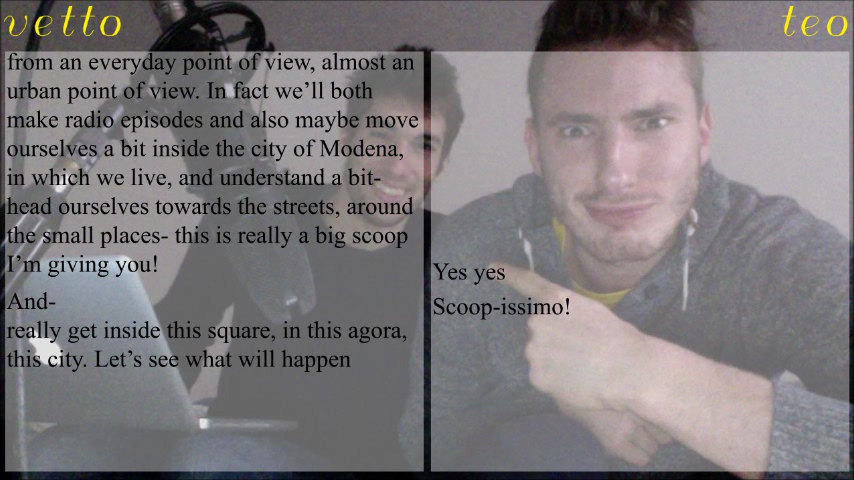 vetto
teo
from an everyday point of view, almost an
urban point of view. In fact we’ll both
make radio episodes and also maybe move
ourselves a bit inside the city of Modena,
in which we live, and understand a bit-
head ourselves towards the streets, around
the small places- this is really a big scoop
I’m giving you!
And-
really get inside this square, in this agora,
this city. Let’s see what will happen
Yes yes
Scoop-issimo!